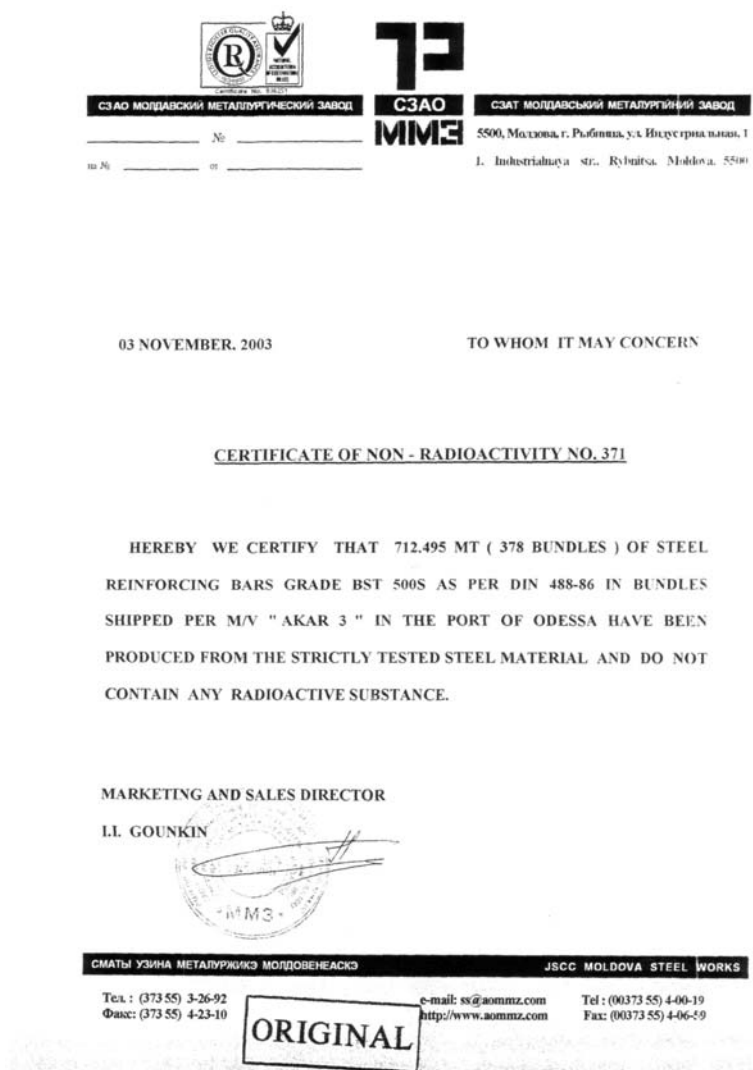 СЗАО МОЛДАВСКИЙ МЕТАЛЛУРГИЧЕСКИЙ ЗАВОД
СЗАО
ММЗ
СЗАТ МОЛДАВСЬКИЙ МЕТАЛУРГІЙНИЙ ЗАВОД
№
на № от
5500, Молдова, г. Рыбница, ул. Индустриальная, 1
1. Industrialnaya str.. Rybnitsa. Moldova. 5500
03 NOVEMBER. 2003
TO WHOM IT MAY CONCERN
CERTIFICATE OF NON - RADIOACTIVITY NO. 371
HEREBY WE CERTIFY THAT 712.495 MT ( 378 BUNDLES ) OF STEEL
REINFORCING BARS GRADE BST 500S AS PER DIN 488-86 IN BUNDLES
SHIPPED PER M/V " AKAR 3 " IN THE PORT OF ODESSA HAVE BEEN
PRODUCED FROM THE STRICTLY TESTED STEEL MATERIAL AND DO NOT
CONTAIN ANY RADIOACTIVE SUBSTANCE.
MARKETING AND SALES DIRECTOR
I.I. GOUNKIN
ММЗ
СМАТЫ УЗИНА МЕТАЛУРЖИКЭ МОЛДОВЕНЕАСКЭ
JSCC MOLDOVA STEEL WORKS
Тел. : (373 55) 3-26-92
Факс: (373 55) 4-23-10
e-mail: ss@aommz.com
http://www.aommz.com
Tel : (00373 55) 4-00-19
Fax: (00373 55) 4-06-59
ORIGINAL